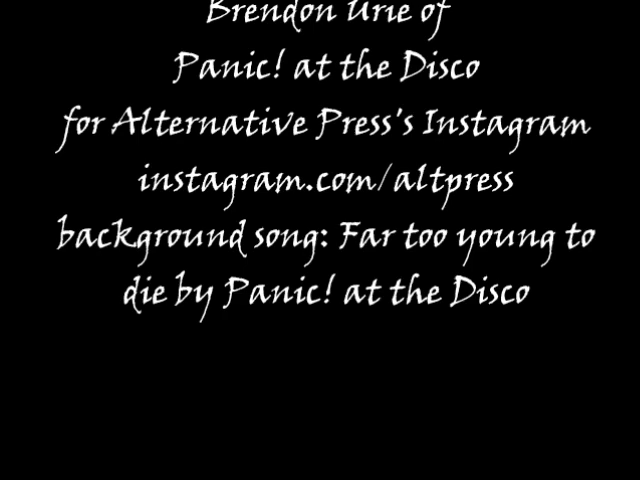 Brendon Urie of
Panic! at the Disco
for Alternative Press's Instagram
instagram.com/altpress
background song: Far too young to
die by Panic! at the Disco